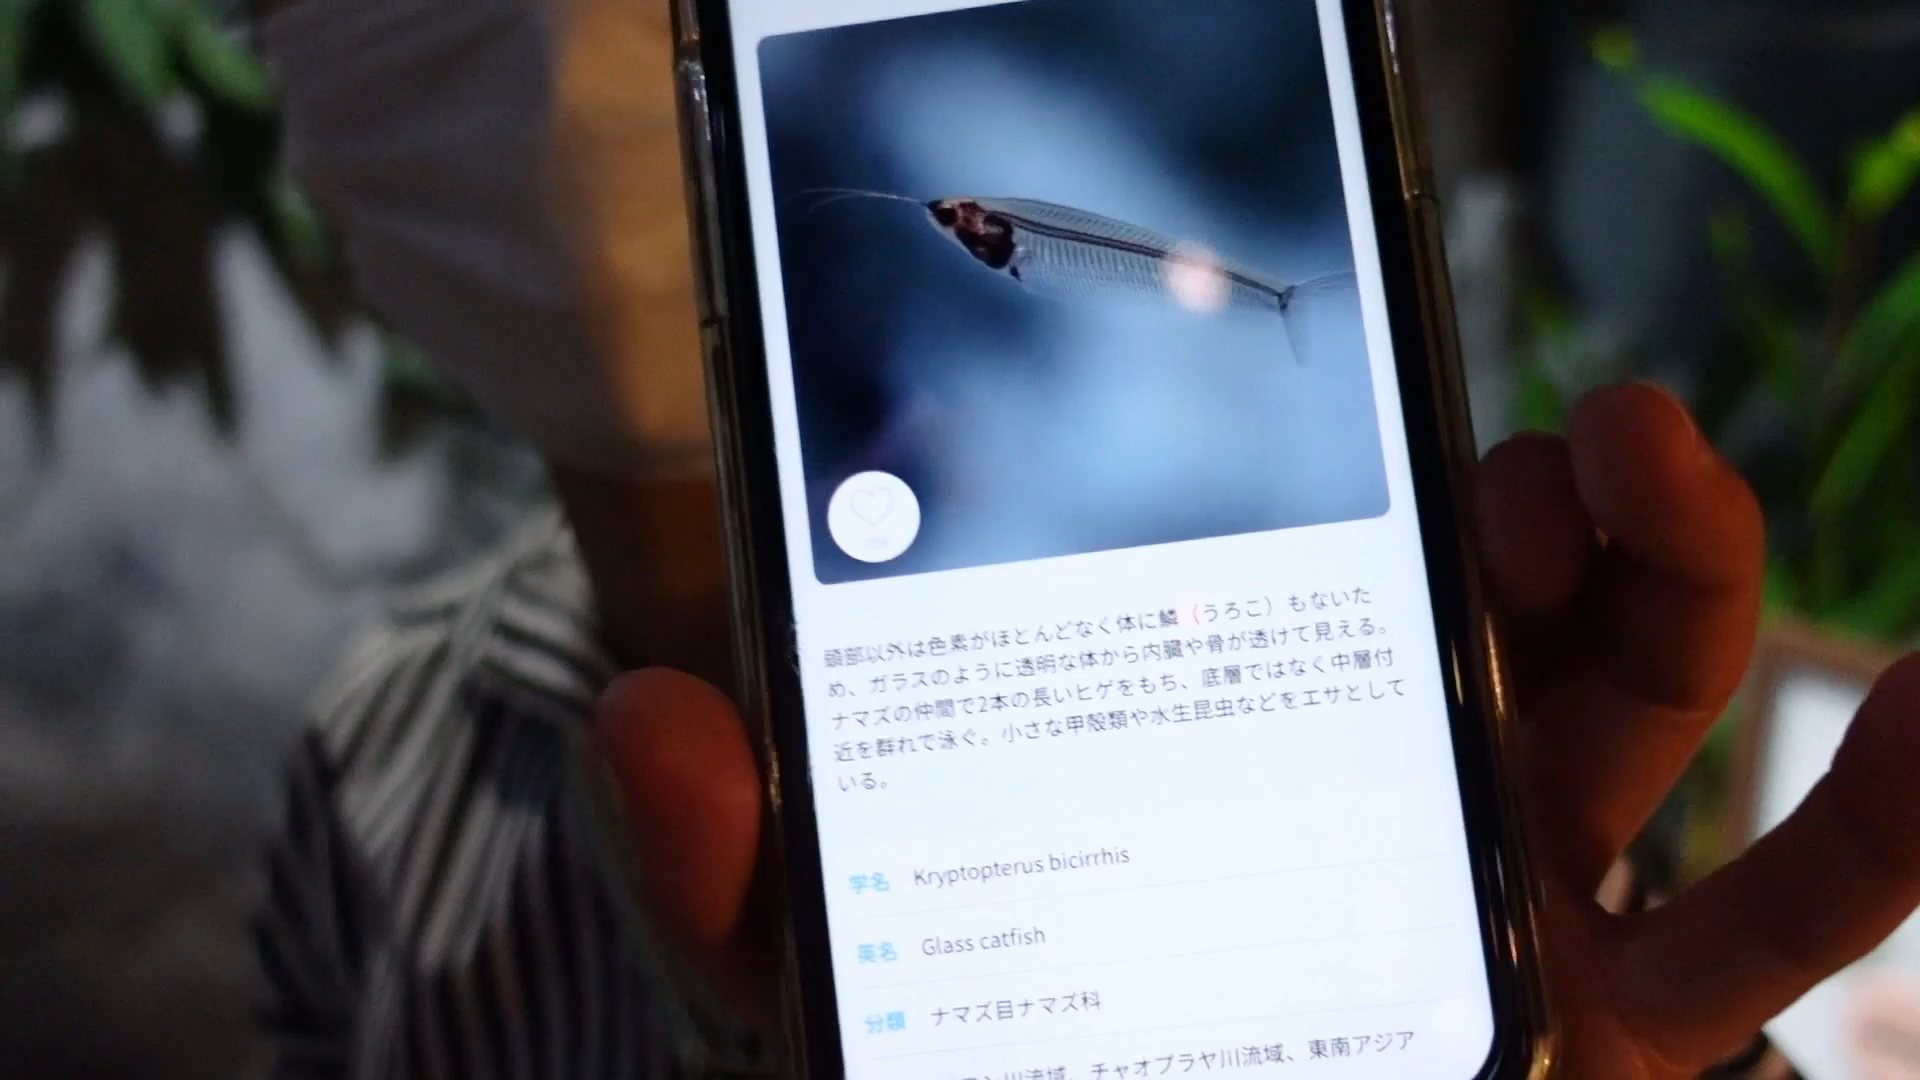 頭部以外は色素がほとんどなく体に鱗（うろこ）もないた
め、ガラスのように透明な体から内臓や骨が透けて見える。
ナマズの仲間で2本の長いヒゲをもち、底層ではなく中層付
近を群れで泳ぐ。小さな甲殻類や水生昆虫などをエサとして
いる。
学名 Kryptopterus bicirrhis
英名 Glass catfish
分類 ナマズ目ナマズ科
川流域、チャオプラヤ川流域、東南アジア